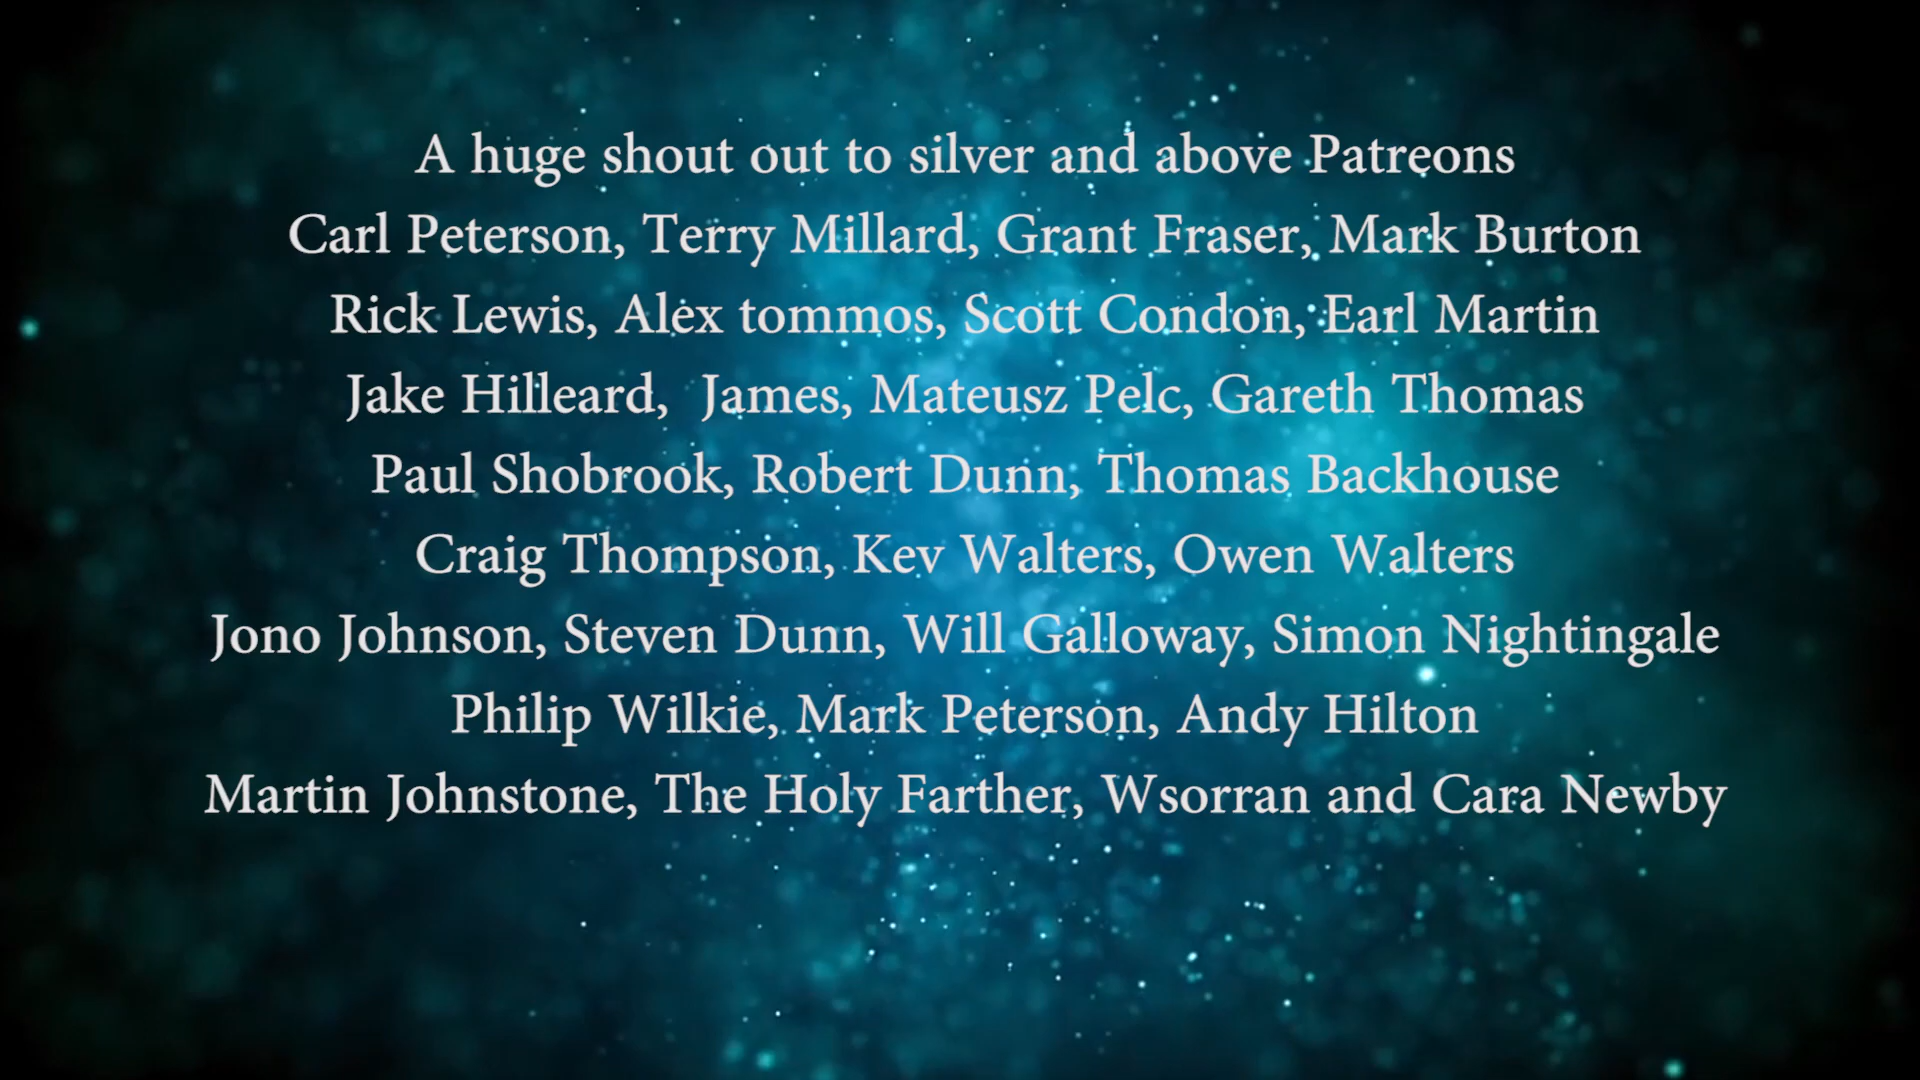 A huge shout out to silver and above Patreons
Carl Peterson, Terry Millard, Grant Fraser, Mark Burton
Rick Lewis, Alex tommos, Scott Condon, Earl Martin
Jake Hilleard,  James, Mateusz Pelc, Gareth Thomas
Paul Shobrook, Robert Dunn, Thomas Backhouse
Craig Thompson, Kev Walters, Owen Walters
Jono Johnson, Steven Dunn, Will Galloway, Simon Nightingale
Philip Wilkie, Mark Peterson, Andy Hilton
Martin Johnstone, The Holy Farther, Wsorran and Cara Newby